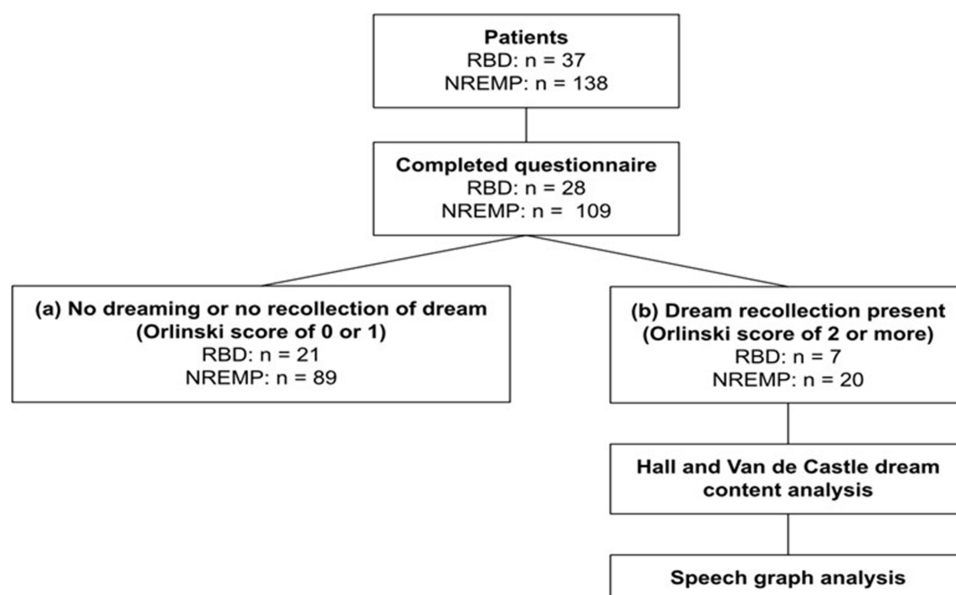 Patients
RBD: n = 37
NREMP: n = 138
Completed questionnaire
RBD: n = 28
NREMP: n = 109
(a) No dreaming or no recollection of dream
(Orlinski score of 0 or 1)
RBD: n = 21
NREMP: n = 89
(b) Dream recollection present
(Orlinski score of 2 or more)
RBD: n = 7
NREMP: n = 20
Hall and Van de Castle dream
content analysis
Speech graph analysis